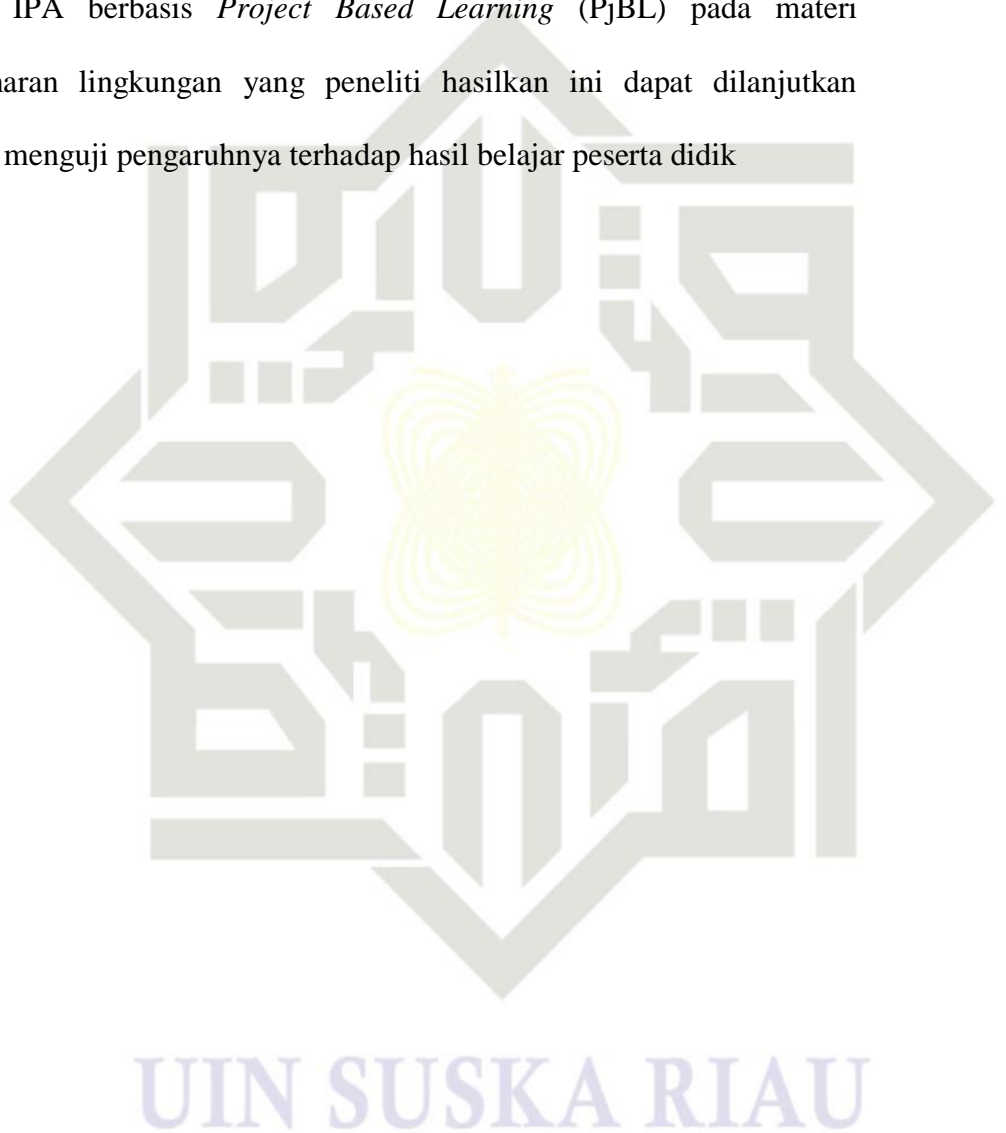 IPA berbasis Project Based Learning (PjBL) pada materi
naran lingkungan yang peneliti hasilkan ini dapat dilanjutkan
menguji pengaruhnya terhadap hasil belajar peserta didik
UIN SUSKA RIAU